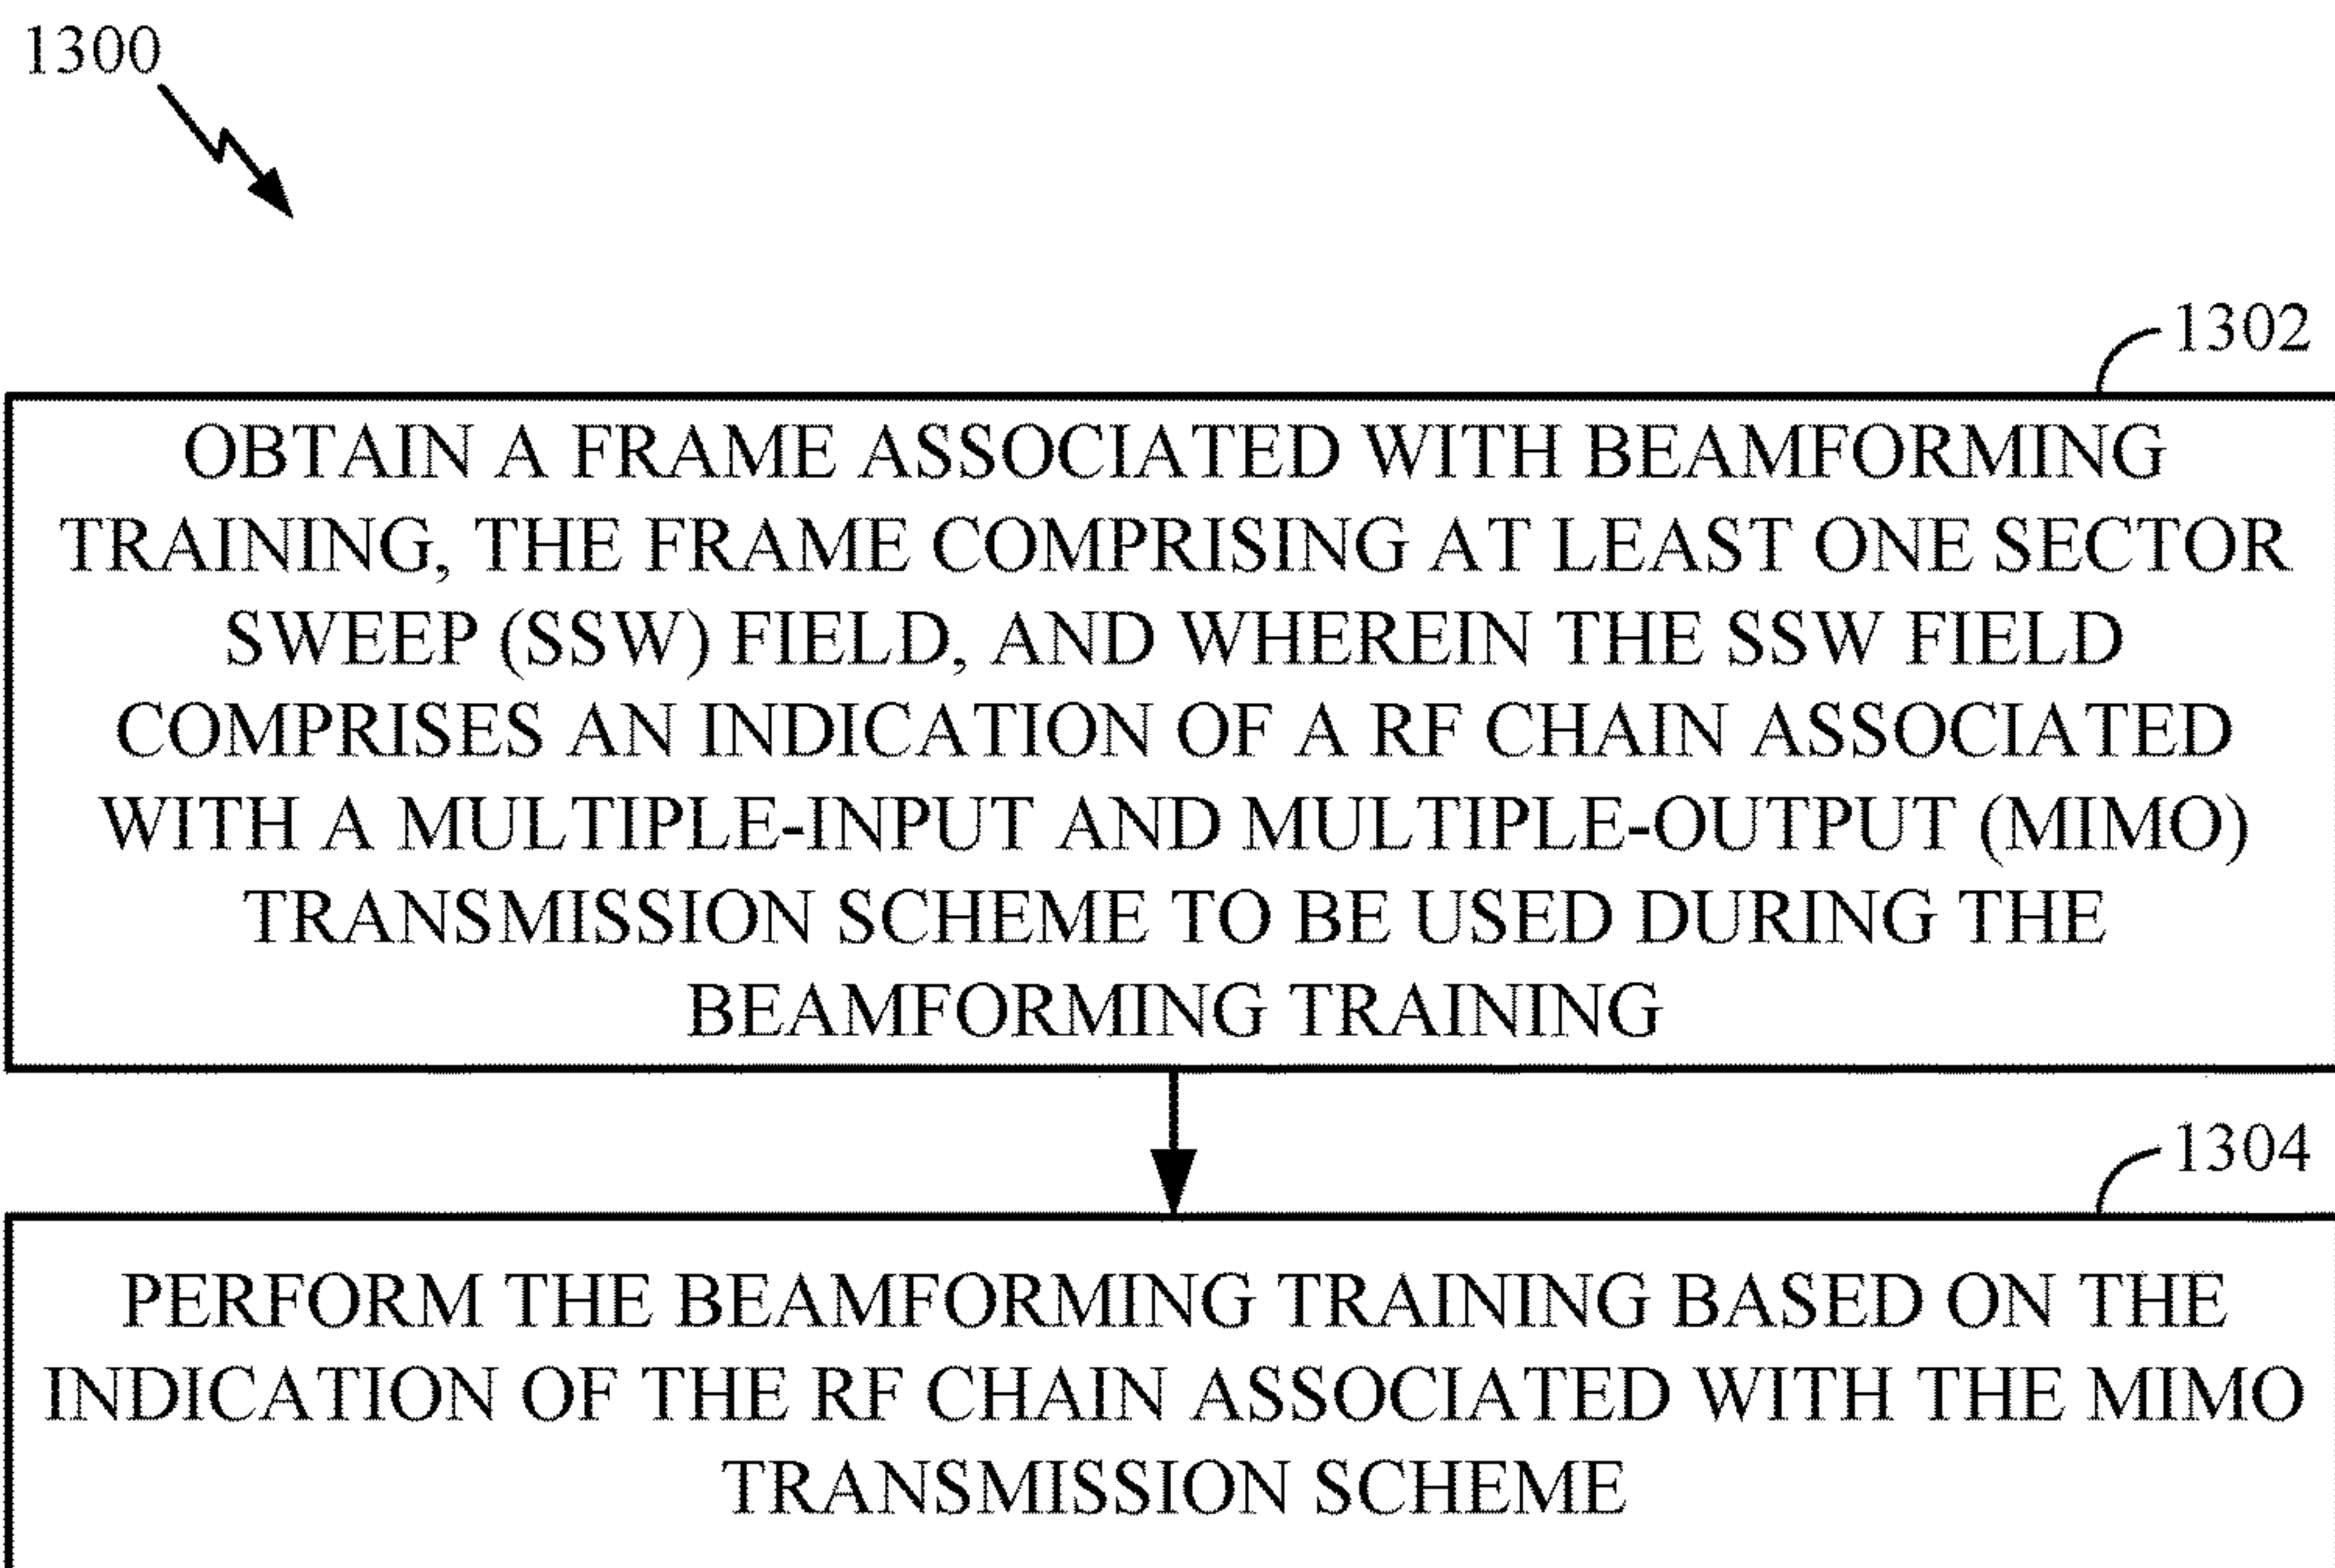 1300
1302
OBTAIN A FRAME ASSOCIATED WITH BEAMFORMING
TRAINING, THE FRAME COMPRISING AT LEAST ONE SECTOR
SWEEP (SSW) FIELD, AND WHEREIN THE SSW FIELD
COMPRISES AN INDICATION OF A RF CHAIN ASSOCIATED
WITH A MULTIPLE-INPUT AND MULTIPLE-OUTPUT (MIMO)
TRANSMISSION SCHEME TO BE USED DURING THE
BEAMFORMING TRAINING
1304
PERFORM THE BEAMFORMING TRAINING BASED ON THE
INDICATION OF THE RF CHAIN ASSOCIATED WITH THE MIMO
TRANSMISSION SCHEME